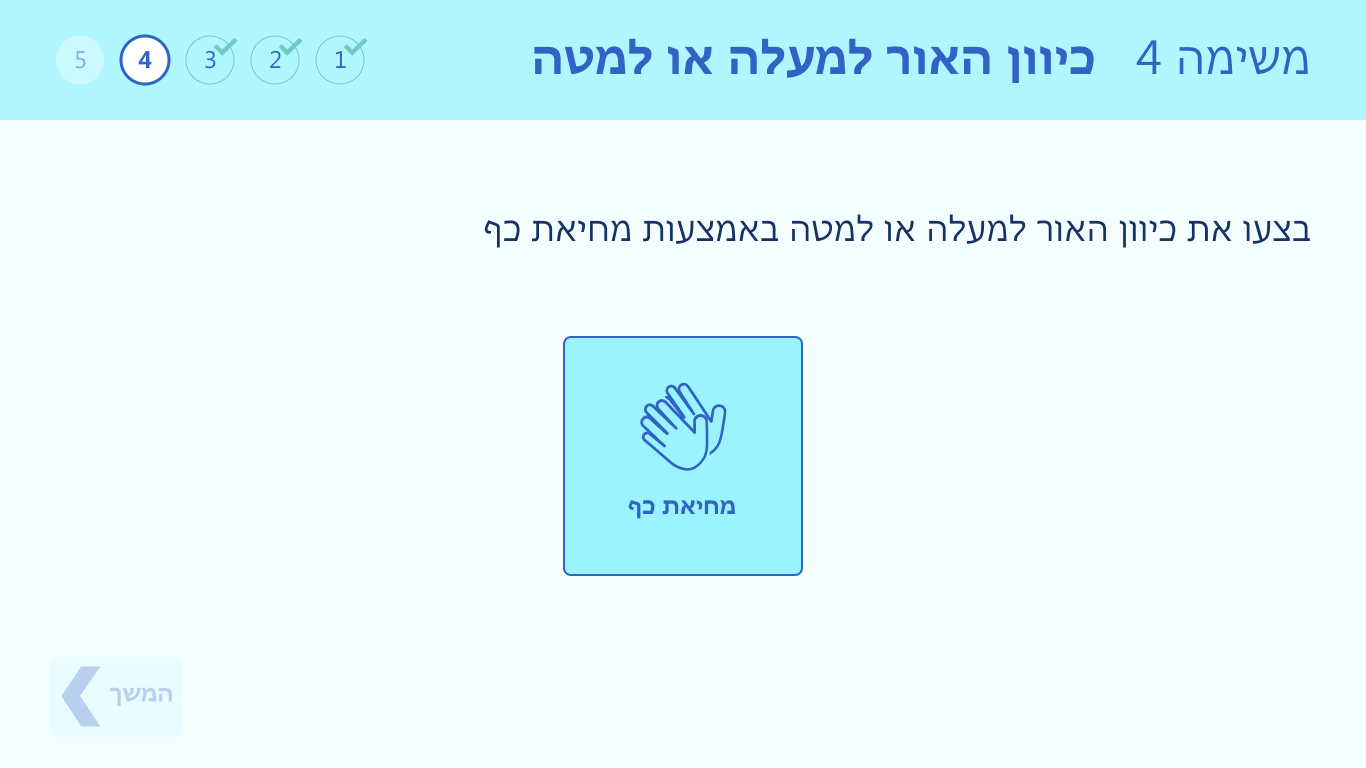 משימה 4 כיוון האור למעלה או למטה
1 2 3 4 5
בצעו את כיוון האור למעלה או למטה באמצעות מחיאת כף
מחיאת כף
המשך